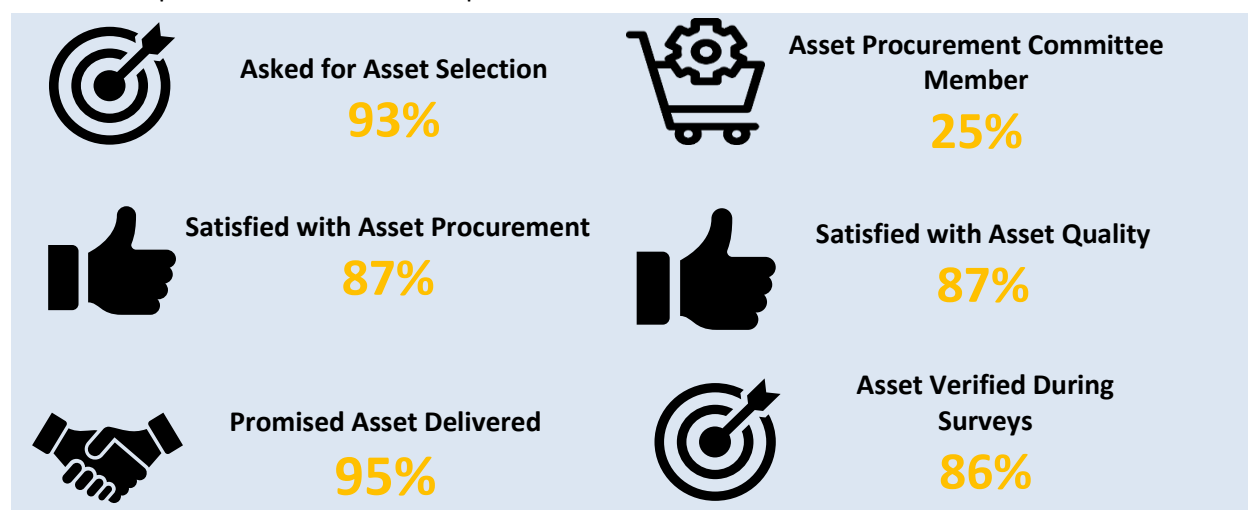 Asked for Asset Selection
93%
Asset Procurement Committee
Member
25%
Satisfied with Asset Procurement
87%
Satisfied with Asset Quality
87%
Promised Asset Delivered
95%
Asset Verified During
Surveys
86%